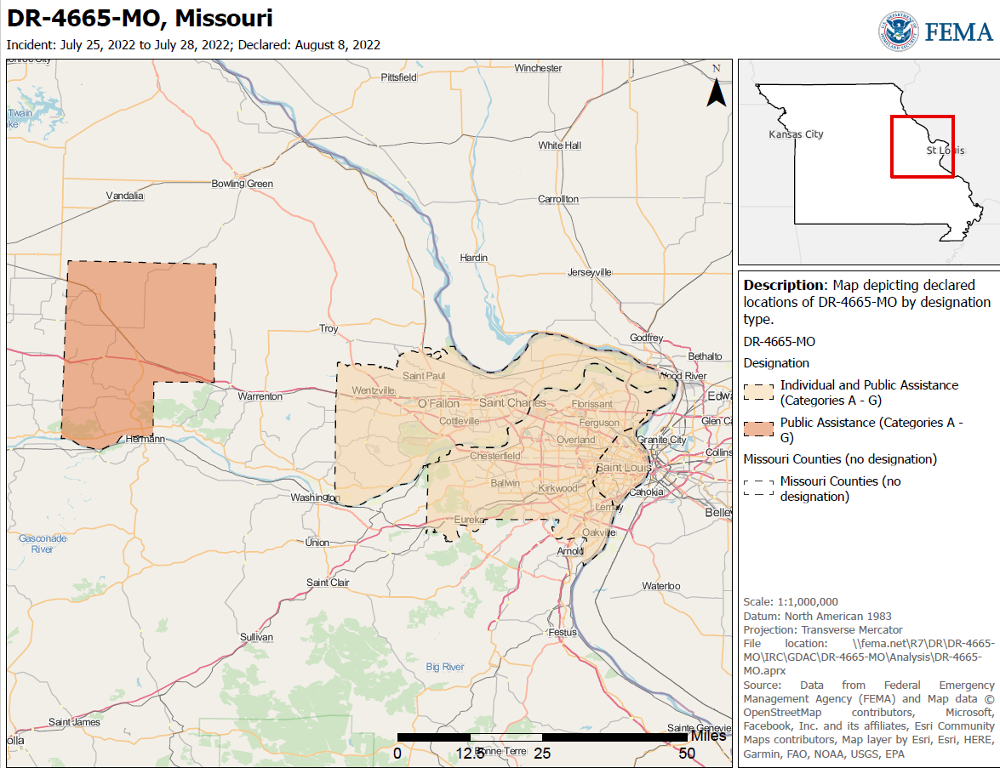 DR-4665-MO, Missouri
Incident: July 25, 2022 to July 28, 2022; Declared: August 8, 2022
FEMA
Winchester
Pittsfield
N
Twain
White Hall
Bowling Green
Vandalia
Carrollton
Hardin
Jerseyville
Troy
Godfrey
Bethalto
Saint Paul
Wood River
Wentzville
Warrenton
O'Fallon
Saint Charles
Florissant
Edwa
Cottleville
Ferguson
Glen Ca
Hermann
Overland
Granite City
Chesterfield
Collins
Saint Louis
Ballwin
Kirkwood
Cahokia
Washington
Lemay
Belle
Eureka
Oakville
Gasconade
River
Union
Arnold
Saint Clair
Waterloo
Sullivan
Festus
Big River
Saint James
Sainte Genevie
olla
Miles
0
12.5
25
50
Bonne Terre
Kansas City
St Louis
Description: Map depicting declared
locations of DR-4665-MO by designation
type.
DR-4665-MO
Designation
Individual and Public Assistance
(Categories A - G)
Public Assistance (Categories A -
G)
Missouri Counties (no designation)
Missouri Counties (no
designation)
Scale: 1:1,000,000
Datum: North American 1983
Projection: Transverse Mercator
File location: \\fema.net\R7\DR\DR-4665-
MO\IRC\GDAC\DR-4665-MO\Analysis\DR-4665-
MO.aprx
Source: Data from Federal Emergency
Management Agency (FEMA) and Map data ©
OpenStreetMap contributors, Microsoft,
Facebook, Inc. and its affiliates, Esri Community
Maps contributors, Map layer by Esri, Esri, HERE,
Garmin, FAO, NOAA, USGS, EPA